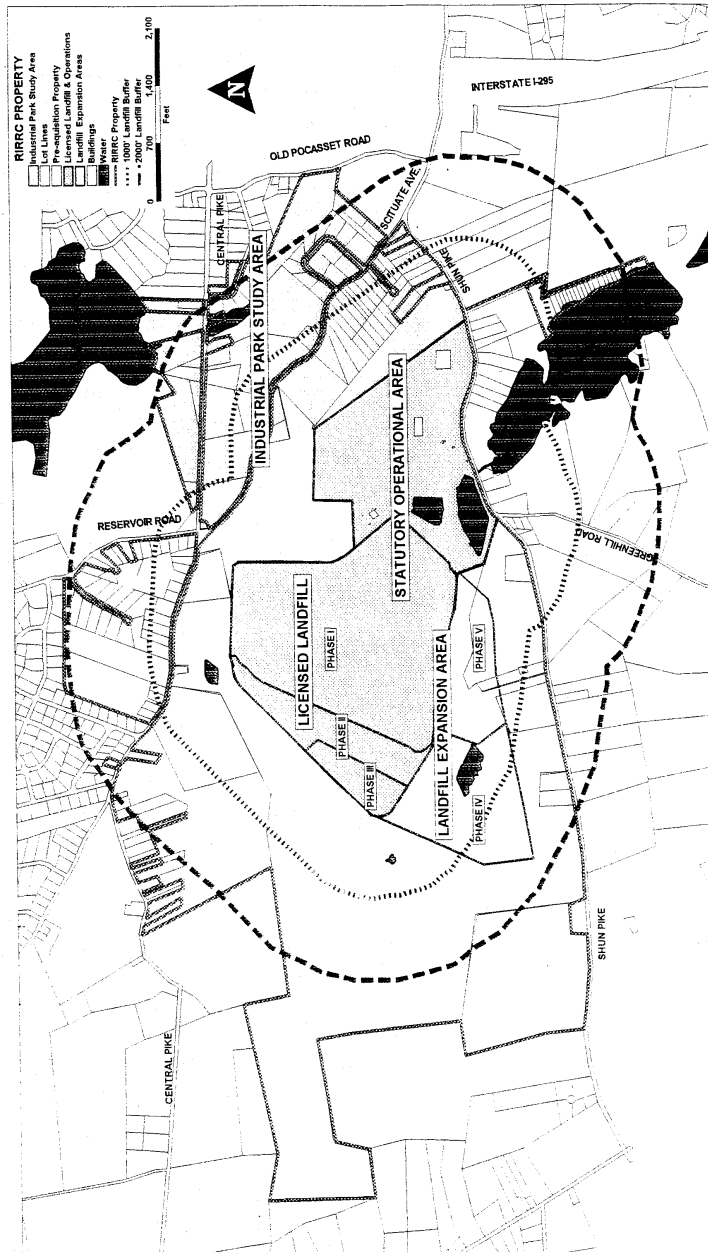 RIRRC PROPERTY
Industrial Park Study Area
Lot Lines
Pre-aquisition Property
Licensed Landfill & Operations
Landfill Expansion Areas
Buildings
Water
RIRRC Property
1000' Landfill Buffer
2000' Landfill Buffer
0 700 1,400 2,100
Feet
N
INTERSTATE I-295
OLD POCASSET ROAD
CENTRAL PIKE
SCITUATE AVE.
SHUN PIKE
INDUSTRIAL PARK STUDY AREA
STATUTORY OPERATIONAL AREA
RESERVOIR ROAD
GREENHILL ROAD
LICENSED LANDFILL
PHASE I
PHASE II
PHASE III
LANDFILL EXPANSION AREA
PHASE V
PHASE IV
CENTRAL PIKE
SHUN PIKE